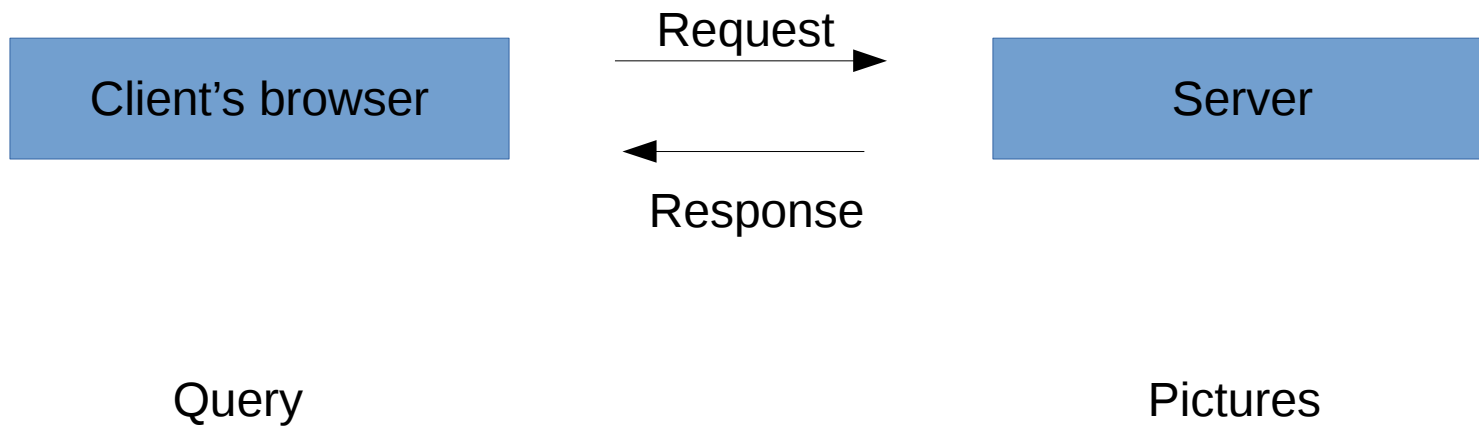 Request
Client’s browser
Server
Response
Query
Pictures